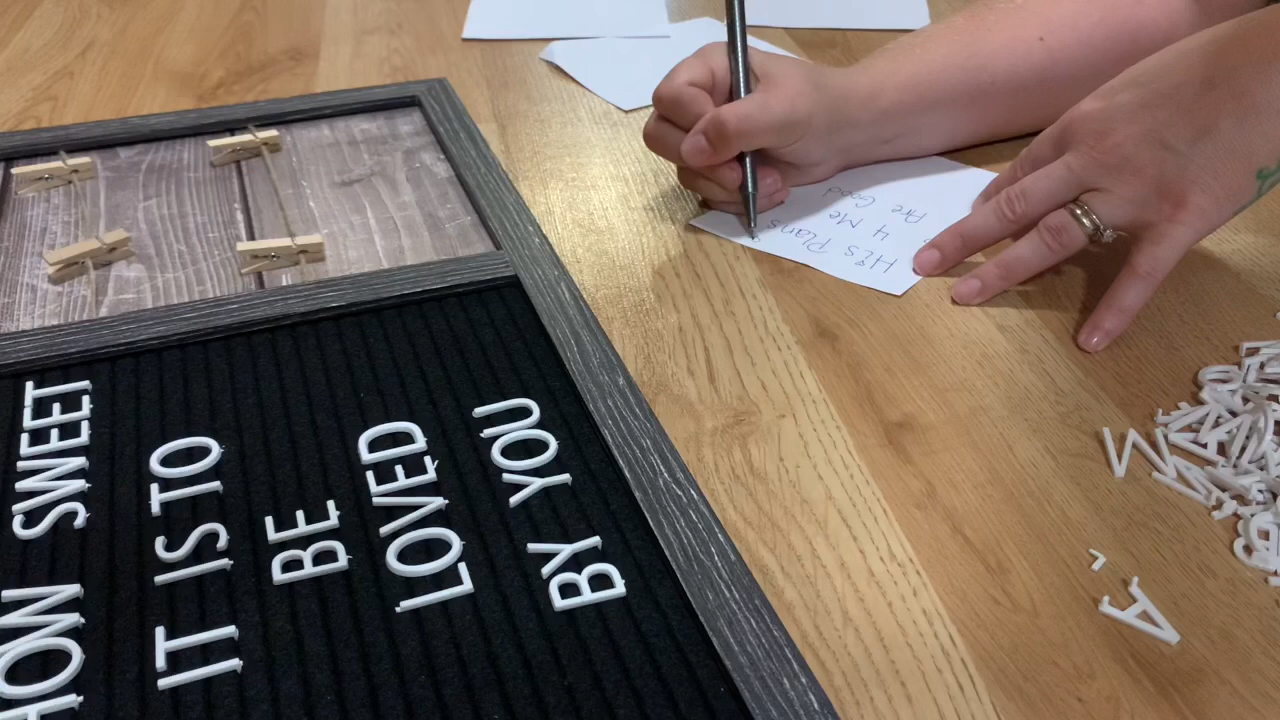 HOW SWEET
IT IS TO
BE
LOVED
BY YOU
His Plans
4 Me
Are Good
A